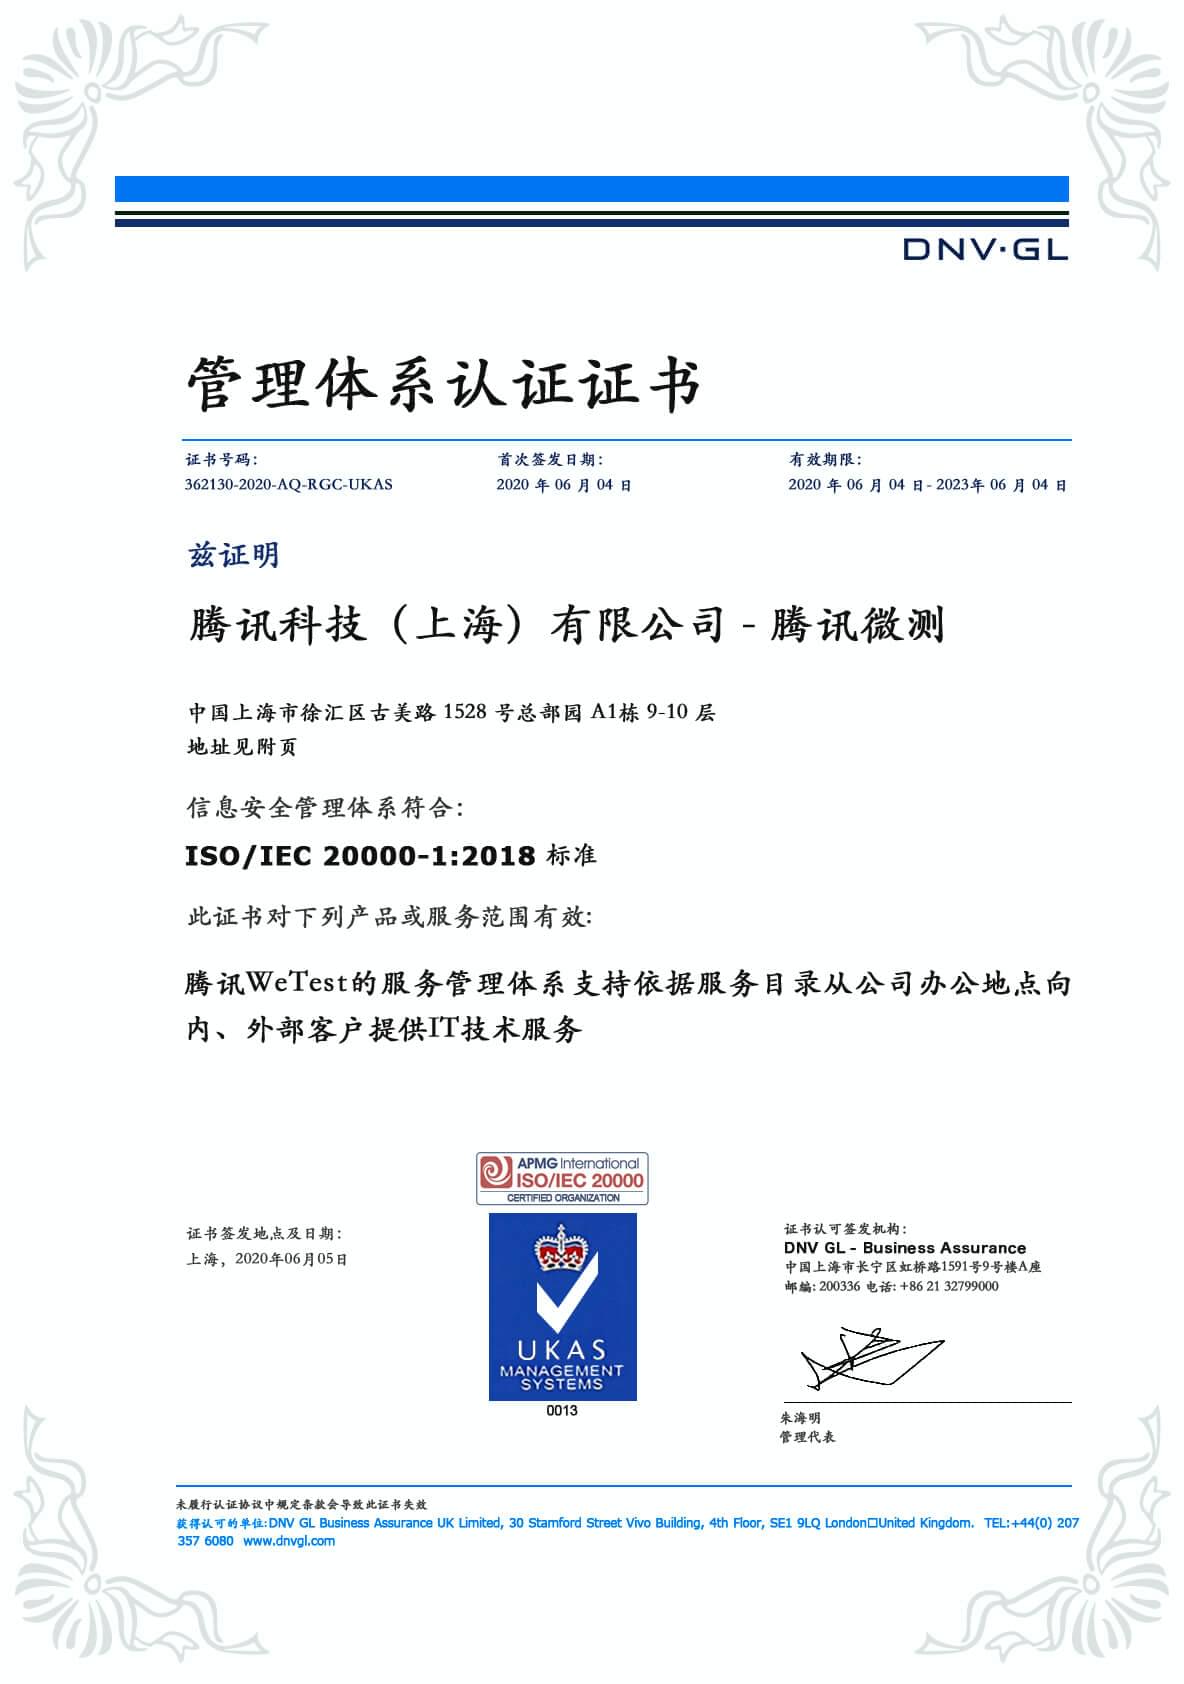 DNV·GL
管理体系认证证书
证书号码:
362130-2020-AQ-RGC-UKAS
首次签发日期:
2020 年 06 月 04 日
有效期限:
2020 年 06 月 04 日- 2023年 06 月 04 日
兹证明
腾讯科技（上海）有限公司 - 腾讯微测
中国上海市徐汇区古美路 1528 号总部园 A1栋 9-10 层
地址见附页
信息安全管理体系符合:
ISO/IEC 20000-1:2018 标准
此证书对下列产品或服务范围有效:
腾讯WeTest的服务管理体系支持依据服务目录从公司办公地点向
内、外部客户提供IT技术服务
APMG International
ISO/IEC 20000
CERTIFIED ORGANIZATION
证书签发地点及日期:
上海，2020年06月05日
UKAS
MANAGEMENT
SYSTEMS
0013
证书认可签发机构:
DNV GL - Business Assurance
中国上海市长宁区虹桥路1591号9号楼A座
邮编: 200336 电话: +86 21 32799000
朱海明
管理代表
未履行认证协议中规定条款会导致此证书失效
获得认可的单位:DNV GL Business Assurance UK Limited, 30 Stamford Street Vivo Building, 4th Floor, SE1 9LQ London□United Kingdom. TEL:+44(0) 207
357 6080 www.dnvgl.com